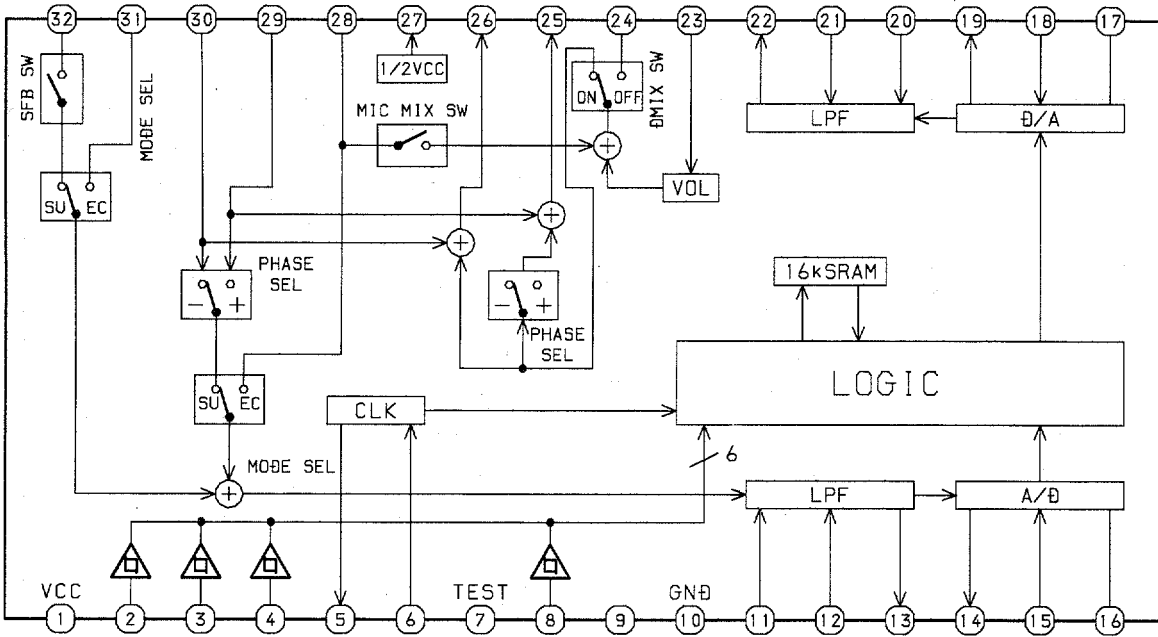 32 31 30 29 28 27 26 25 24 23 22 21 20 19 18 17
SFB SW
MODE SEL
1/2VCC
MIC MIX SW
ON OFF
DMIX SW
LPF
D/A
+
VOL
SU EC
+
+
PHASE
SEL
- +
- +
PHASE
SEL
16kSRAM
LOGIC
SU EC
CLK
6
MODE SEL
+
LPF
A/D
VCC
TEST
GND
1 2 3 4 5 6 7 8 9 10 11 12 13 14 15 16